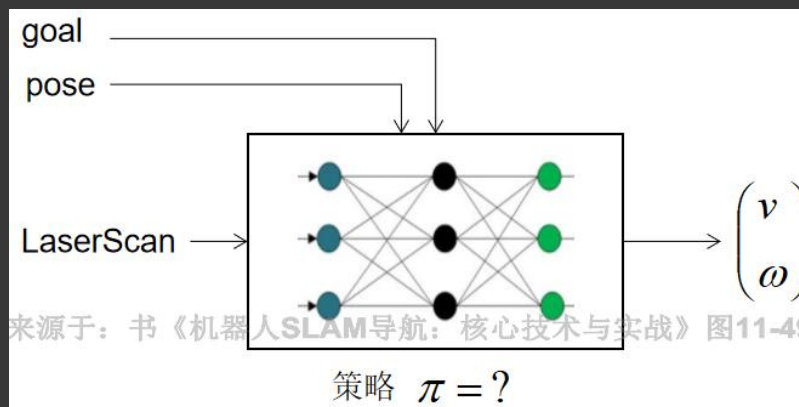 goal
pose
LaserScan
v
ω
来源于：书《机器人SLAM导航：核心技术与实战》图11-49
策略 π = ?